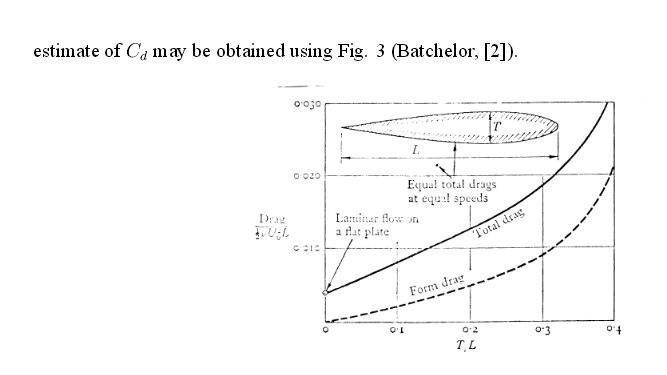 estimate of C_d may be obtained using Fig. 3 (Batchelor, [2]).
0·030
T
L
0·020
Equal total drags
at equal speeds
Drag
Laminar flow on
a flat plate
Total drag
0·010
Form drag
0
0·1
0·2
0·3
0·4
T L